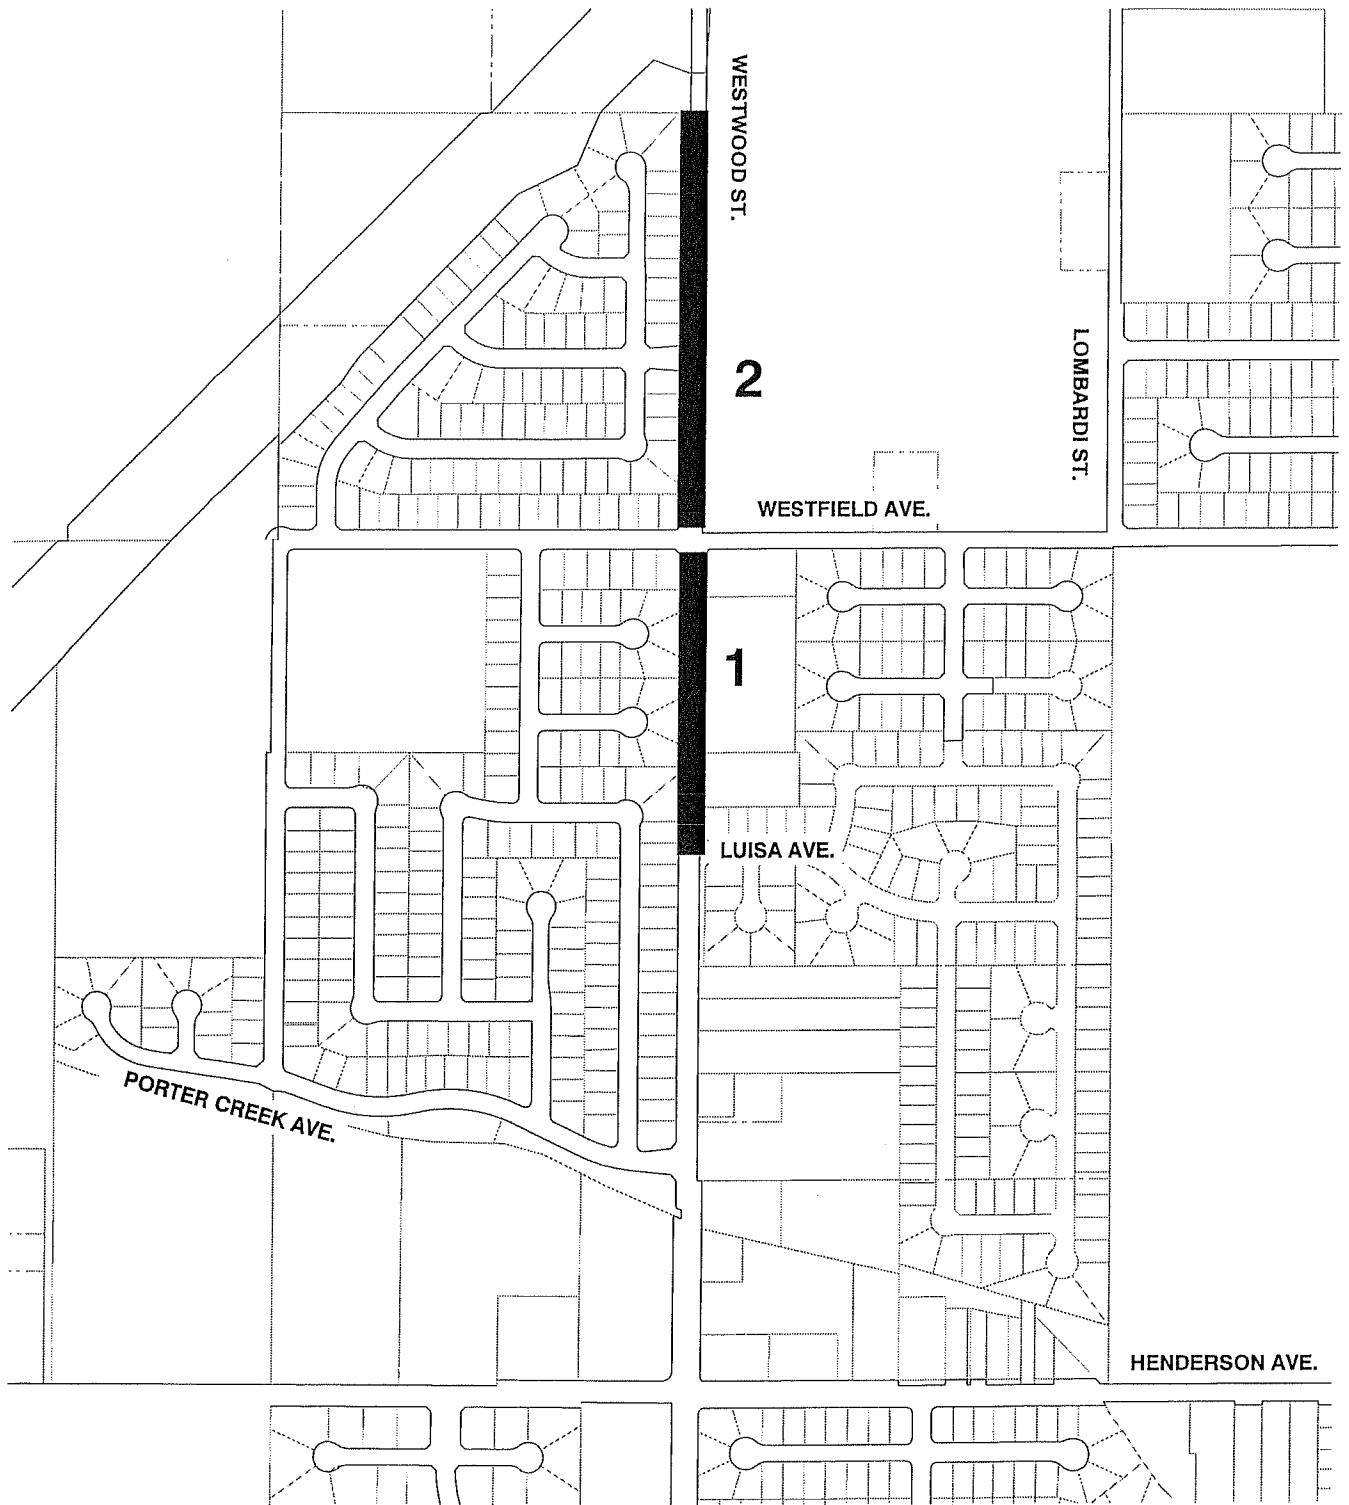 WESTWOOD ST.
2
LOMBARDI ST.
WESTFIELD AVE.
1
LUISA AVE.
PORTER CREEK AVE.
HENDERSON AVE.